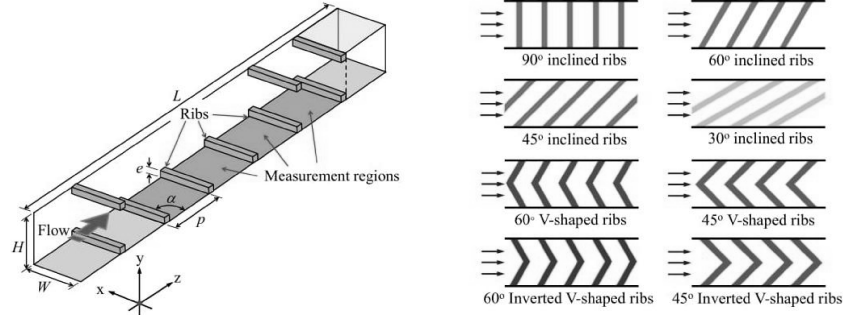 L
Ribs
e
Measurement regions
α
p
Flow
H
W
x
y
z
90° inclined ribs
60° inclined ribs
45° inclined ribs
30° inclined ribs
60° V-shaped ribs
45° V-shaped ribs
60° Inverted V-shaped ribs
45° Inverted V-shaped ribs